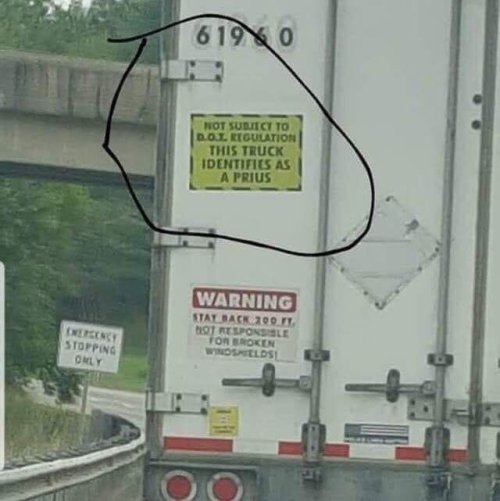 61960
NOT SUBJECT TO
D.O.T. REGULATION
THIS TRUCK
IDENTIFIES AS
A PRIUS
WARNING
STAY BACK 200 FT.
NOT RESPONSIBLE
FOR BROKEN
WINDSHIELDS!
EMERGENCY
STOPPING
ONLY